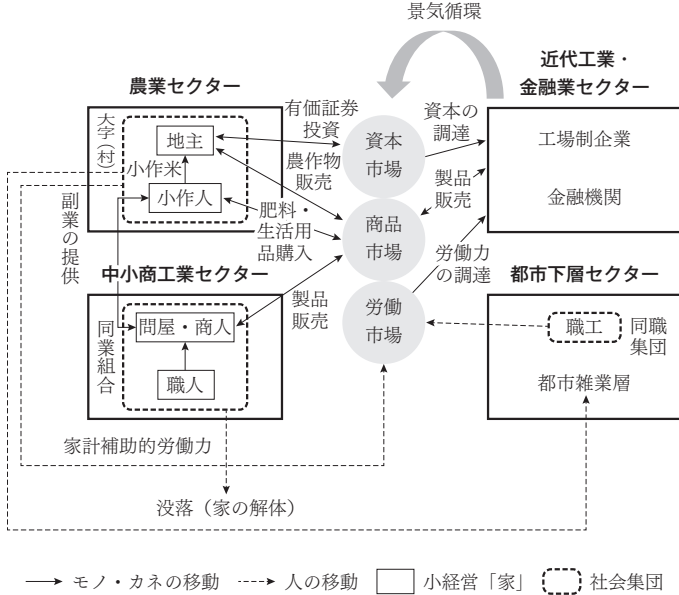 景気循環
農業セクター
大字（村）
地主
小作米
小作人
副業の提供
有価証券
投資
農作物
販売
肥料・
生活用
品購入
資本
市場
商品
市場
労働
市場
資本の
調達
製品
販売
労働力
の調達
近代工業・
金融業セクター
工場制企業
金融機関
中小商工業セクター
同業組合
問屋・商人
職人
製品
販売
都市下層セクター
職工
同職
集団
都市雑業層
家計補助的労働力
没落（家の解体）
モノ・カネの移動
人の移動
小経営「家」
社会集団